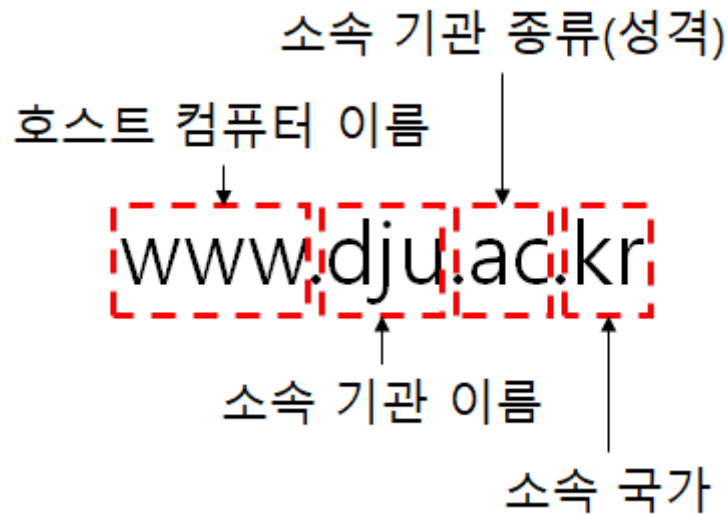 소속 기관 종류(성격)
호스트 컴퓨터 이름
www.dju.ac.kr
소속 기관 이름
소속 국가